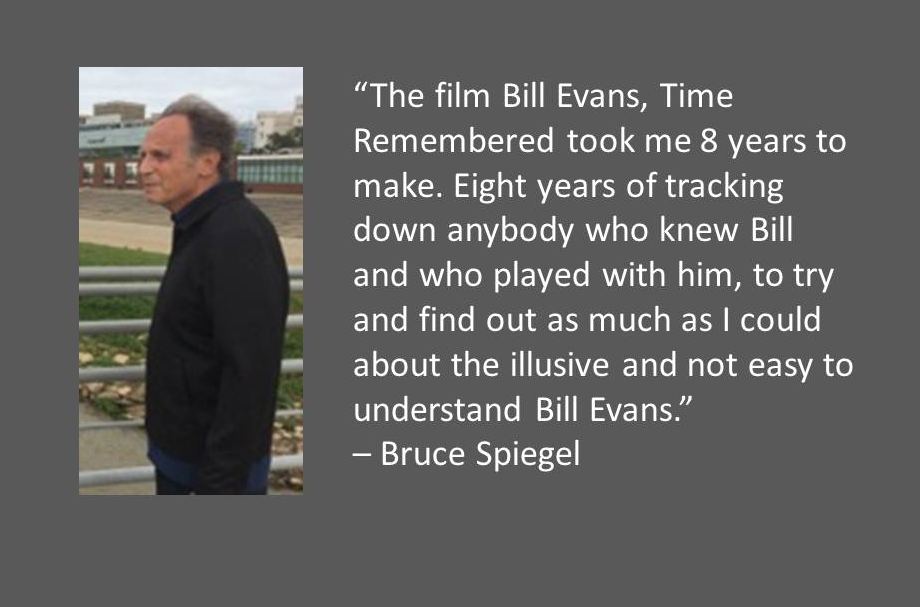 “The film Bill Evans, Time
Remembered took me 8 years to
make. Eight years of tracking
down anybody who knew Bill
and who played with him, to try
and find out as much as I could
about the illusive and not easy to
understand Bill Evans.”
– Bruce Spiegel